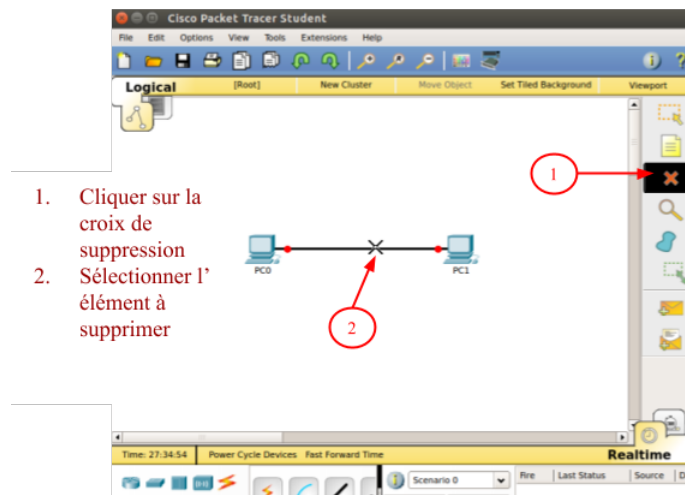 Cisco Packet Tracer Student
File Edit Options View Tools Extensions Help
Logical [Root] New Cluster Move Object Set Tiled Background Viewport
1
1. Cliquer sur la
croix de
suppression
2. Sélectionner l’
élément à
supprimer
PC0 PC1
2
Time: 27:34:54 Power Cycle Devices Fast Forward Time Realtime
Scenario 0 Fire Last Status Source D